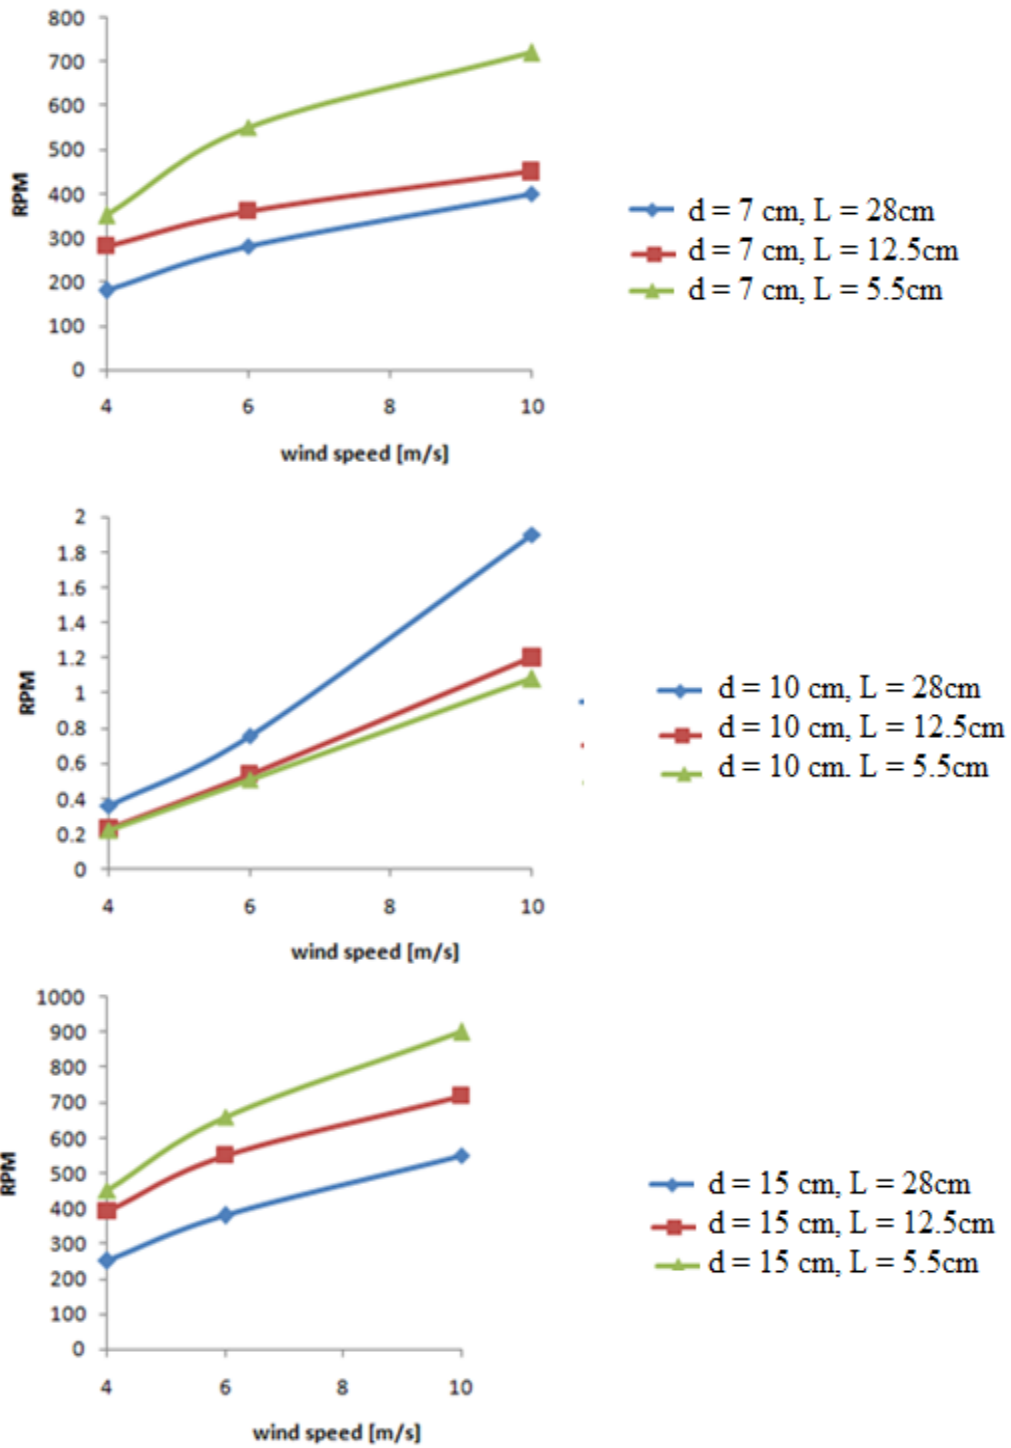 800
700
600
500
400
300
200
100
0
RPM
4 6 8 10
wind speed [m/s]
d = 7 cm, L = 28cm
d = 7 cm, L = 12.5cm
d = 7 cm, L = 5.5cm
2
1.8
1.6
1.4
1.2
1
0.8
0.6
0.4
0.2
0
RPM
4 6 8 10
wind speed [m/s]
d = 10 cm, L = 28cm
d = 10 cm, L = 12.5cm
d = 10 cm. L = 5.5cm
1000
900
800
700
600
500
400
300
200
100
0
RPM
4 6 8 10
wind speed [m/s]
d = 15 cm, L = 28cm
d = 15 cm, L = 12.5cm
d = 15 cm, L = 5.5cm